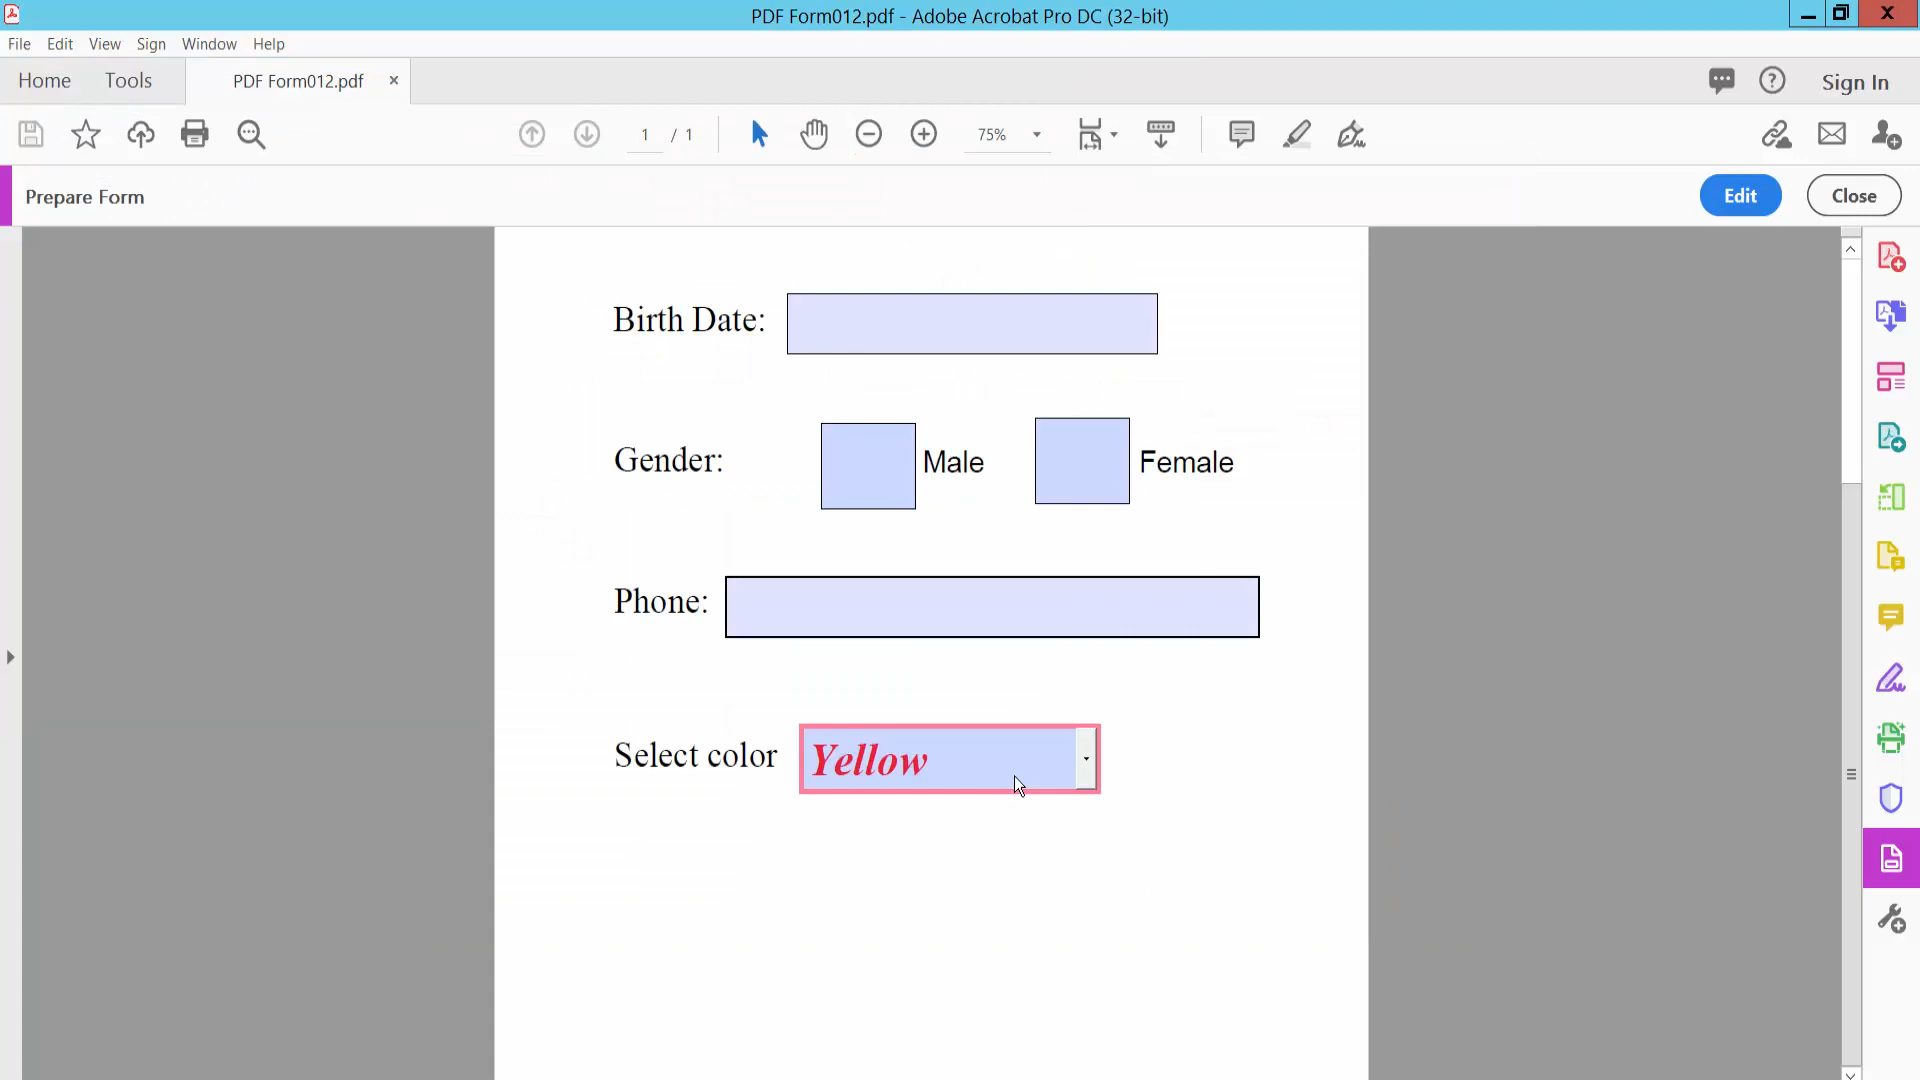 PDF Form012.pdf - Adobe Acrobat Pro DC (32-bit)
File Edit View Sign Window Help
Home Tools PDF Form012.pdf × Sign In
1 / 1 75%
Prepare Form Edit Close
Birth Date:
Gender: Male Female
Phone:
Select color Yellow